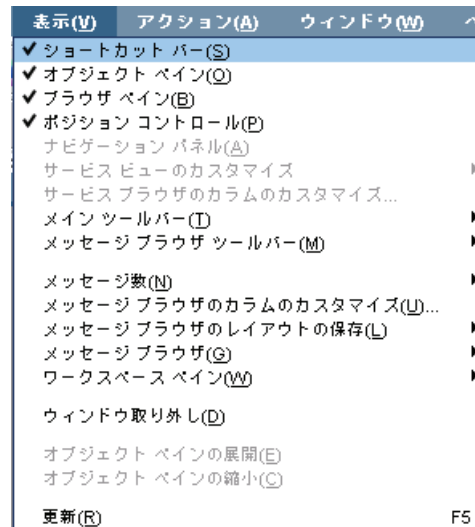 表示(V) アクション(A) ウィンドウ(W)
✔ ショートカット バー(S)
✔ オブジェクト ペイン(O)
✔ ブラウザ ペイン(B)
✔ ポジション コントロール(P)
ナビゲーション パネル(A)
サービス ビューのカスタマイズ
サービス ブラウザのカラムのカスタマイズ...
メイン ツールバー(T)
メッセージ ブラウザ ツールバー(M)
メッセージ数(N)
メッセージ ブラウザのカラムのカスタマイズ(U)...
メッセージ ブラウザのレイアウトの保存(L)
メッセージ ブラウザ(G)
ワークスペース ペイン(W)
ウィンドウ取り外し(D)
オブジェクト ペインの展開(E)
オブジェクト ペインの縮小(C)
更新(R) F5